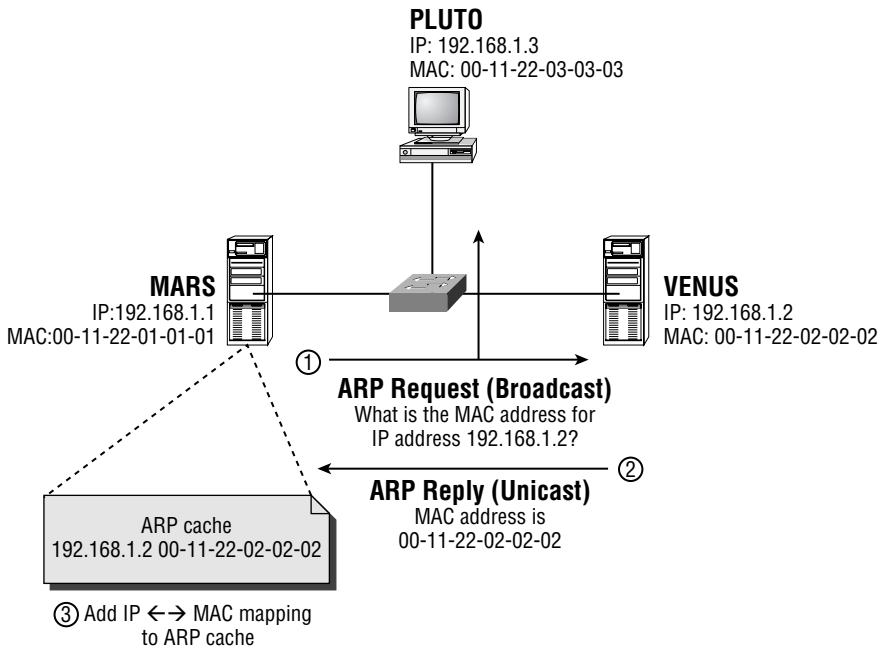 PLUTO
IP: 192.168.1.3
MAC: 00-11-22-03-03-03
MARS
IP:192.168.1.1
MAC:00-11-22-01-01-01
VENUS
IP: 192.168.1.2
MAC: 00-11-22-02-02-02
①
ARP Request (Broadcast)
What is the MAC address for
IP address 192.168.1.2?
②
ARP Reply (Unicast)
MAC address is
00-11-22-02-02-02
ARP cache
192.168.1.2 00-11-22-02-02-02
③ Add IP ←→ MAC mapping
to ARP cache